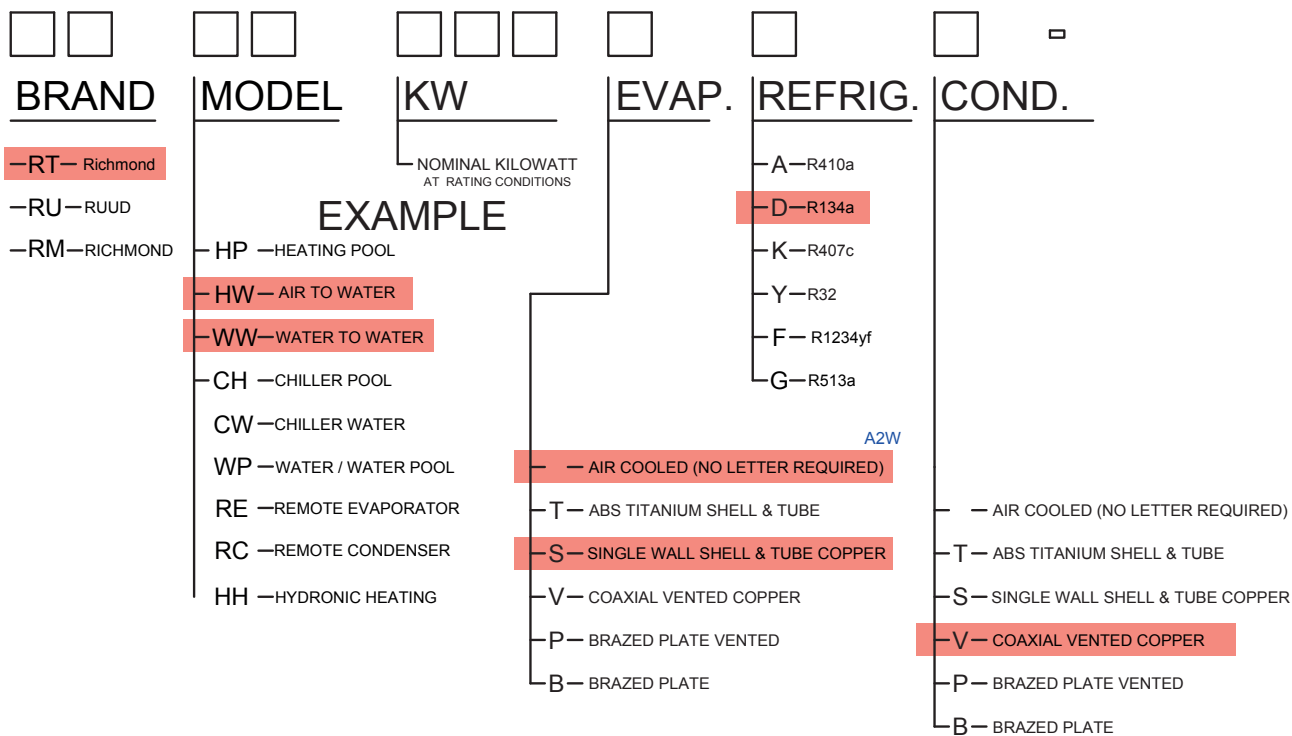 BRAND
MODEL
KW
EVAP.
REFRIG.
COND.
RT Richmond
RU RUUD
RM RICHMOND
NOMINAL KILOWATT
AT RATING CONDITIONS
EXAMPLE
HP HEATING POOL
HW AIR TO WATER
WW WATER TO WATER
CH CHILLER POOL
CW CHILLER WATER
WP WATER / WATER POOL
RE REMOTE EVAPORATOR
RC REMOTE CONDENSER
HH HYDRONIC HEATING
A2W
AIR COOLED (NO LETTER REQUIRED)
T ABS TITANIUM SHELL & TUBE
S SINGLE WALL SHELL & TUBE COPPER
V COAXIAL VENTED COPPER
P BRAZED PLATE VENTED
B BRAZED PLATE
A R410a
D R134a
K R407c
Y R32
F R1234yf
G R513a
AIR COOLED (NO LETTER REQUIRED)
T ABS TITANIUM SHELL & TUBE
S SINGLE WALL SHELL & TUBE COPPER
V COAXIAL VENTED COPPER
P BRAZED PLATE VENTED
B BRAZED PLATE